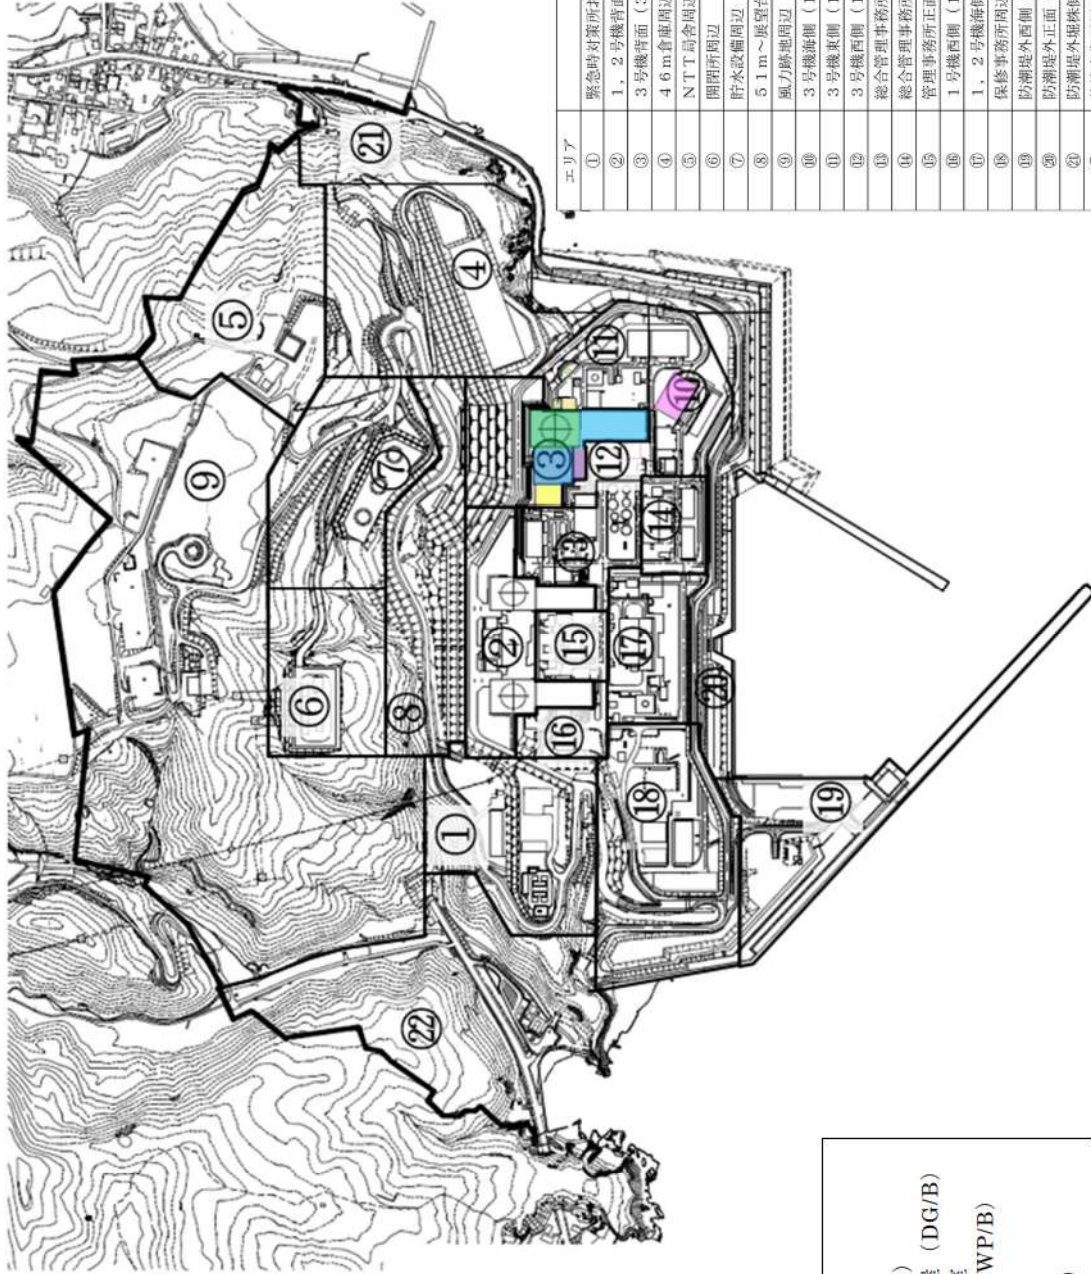 エリア
① 緊急時対策所
② 1,2号機背面
③ 3号機背面(
④ 46m倉庫周辺
⑤ NTT局舎周辺
⑥ 開閉所周辺
⑦ 貯水設備周辺
⑧ 51m~展望台
⑨ 風力跡地周辺
⑩ 3号機海側(1
⑪ 3号機東側(1
⑫ 3号機西側(1
⑬ 総合管理事務所
⑭ 総合管理事務所
⑮ 管理事務所正面
⑯ 1号機西側(1
⑰ 1,2号機海側
⑱ 保修事務所周辺
⑲ 防潮堤外西側
⑳ 防潮堤外正面
㉑ 防潮堤外堀株側
①
②
③
④
⑤
⑥
⑦
⑧
⑨
⑩
⑪
⑫
⑬
⑭
⑮
⑯
⑰
⑱
⑲
⑳
㉑
㉒
)
(DG/B)
WP/B)